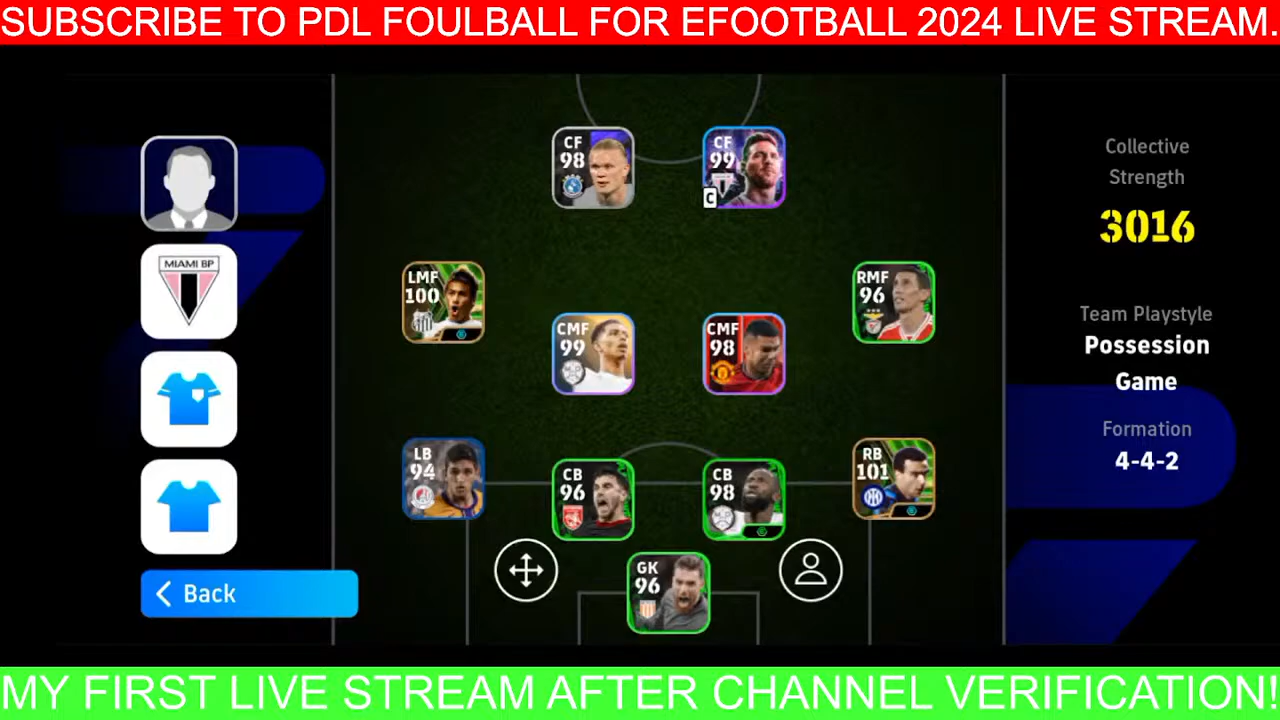 SUBSCRIBE TO PDL FOULBALL FOR EFOOTBALL 2024 LIVE STREAM.
CF
98
CF
99
C
MIAMI BP
LMF
100
RMF
96
CMF
99
CMF
98
LB
94
CB
96
CB
98
RB
101
GK
96
Back
Collective
Strength
3016
Team Playstyle
Possession
Game
Formation
4-4-2
MY FIRST LIVE STREAM AFTER CHANNEL VERIFICATION!